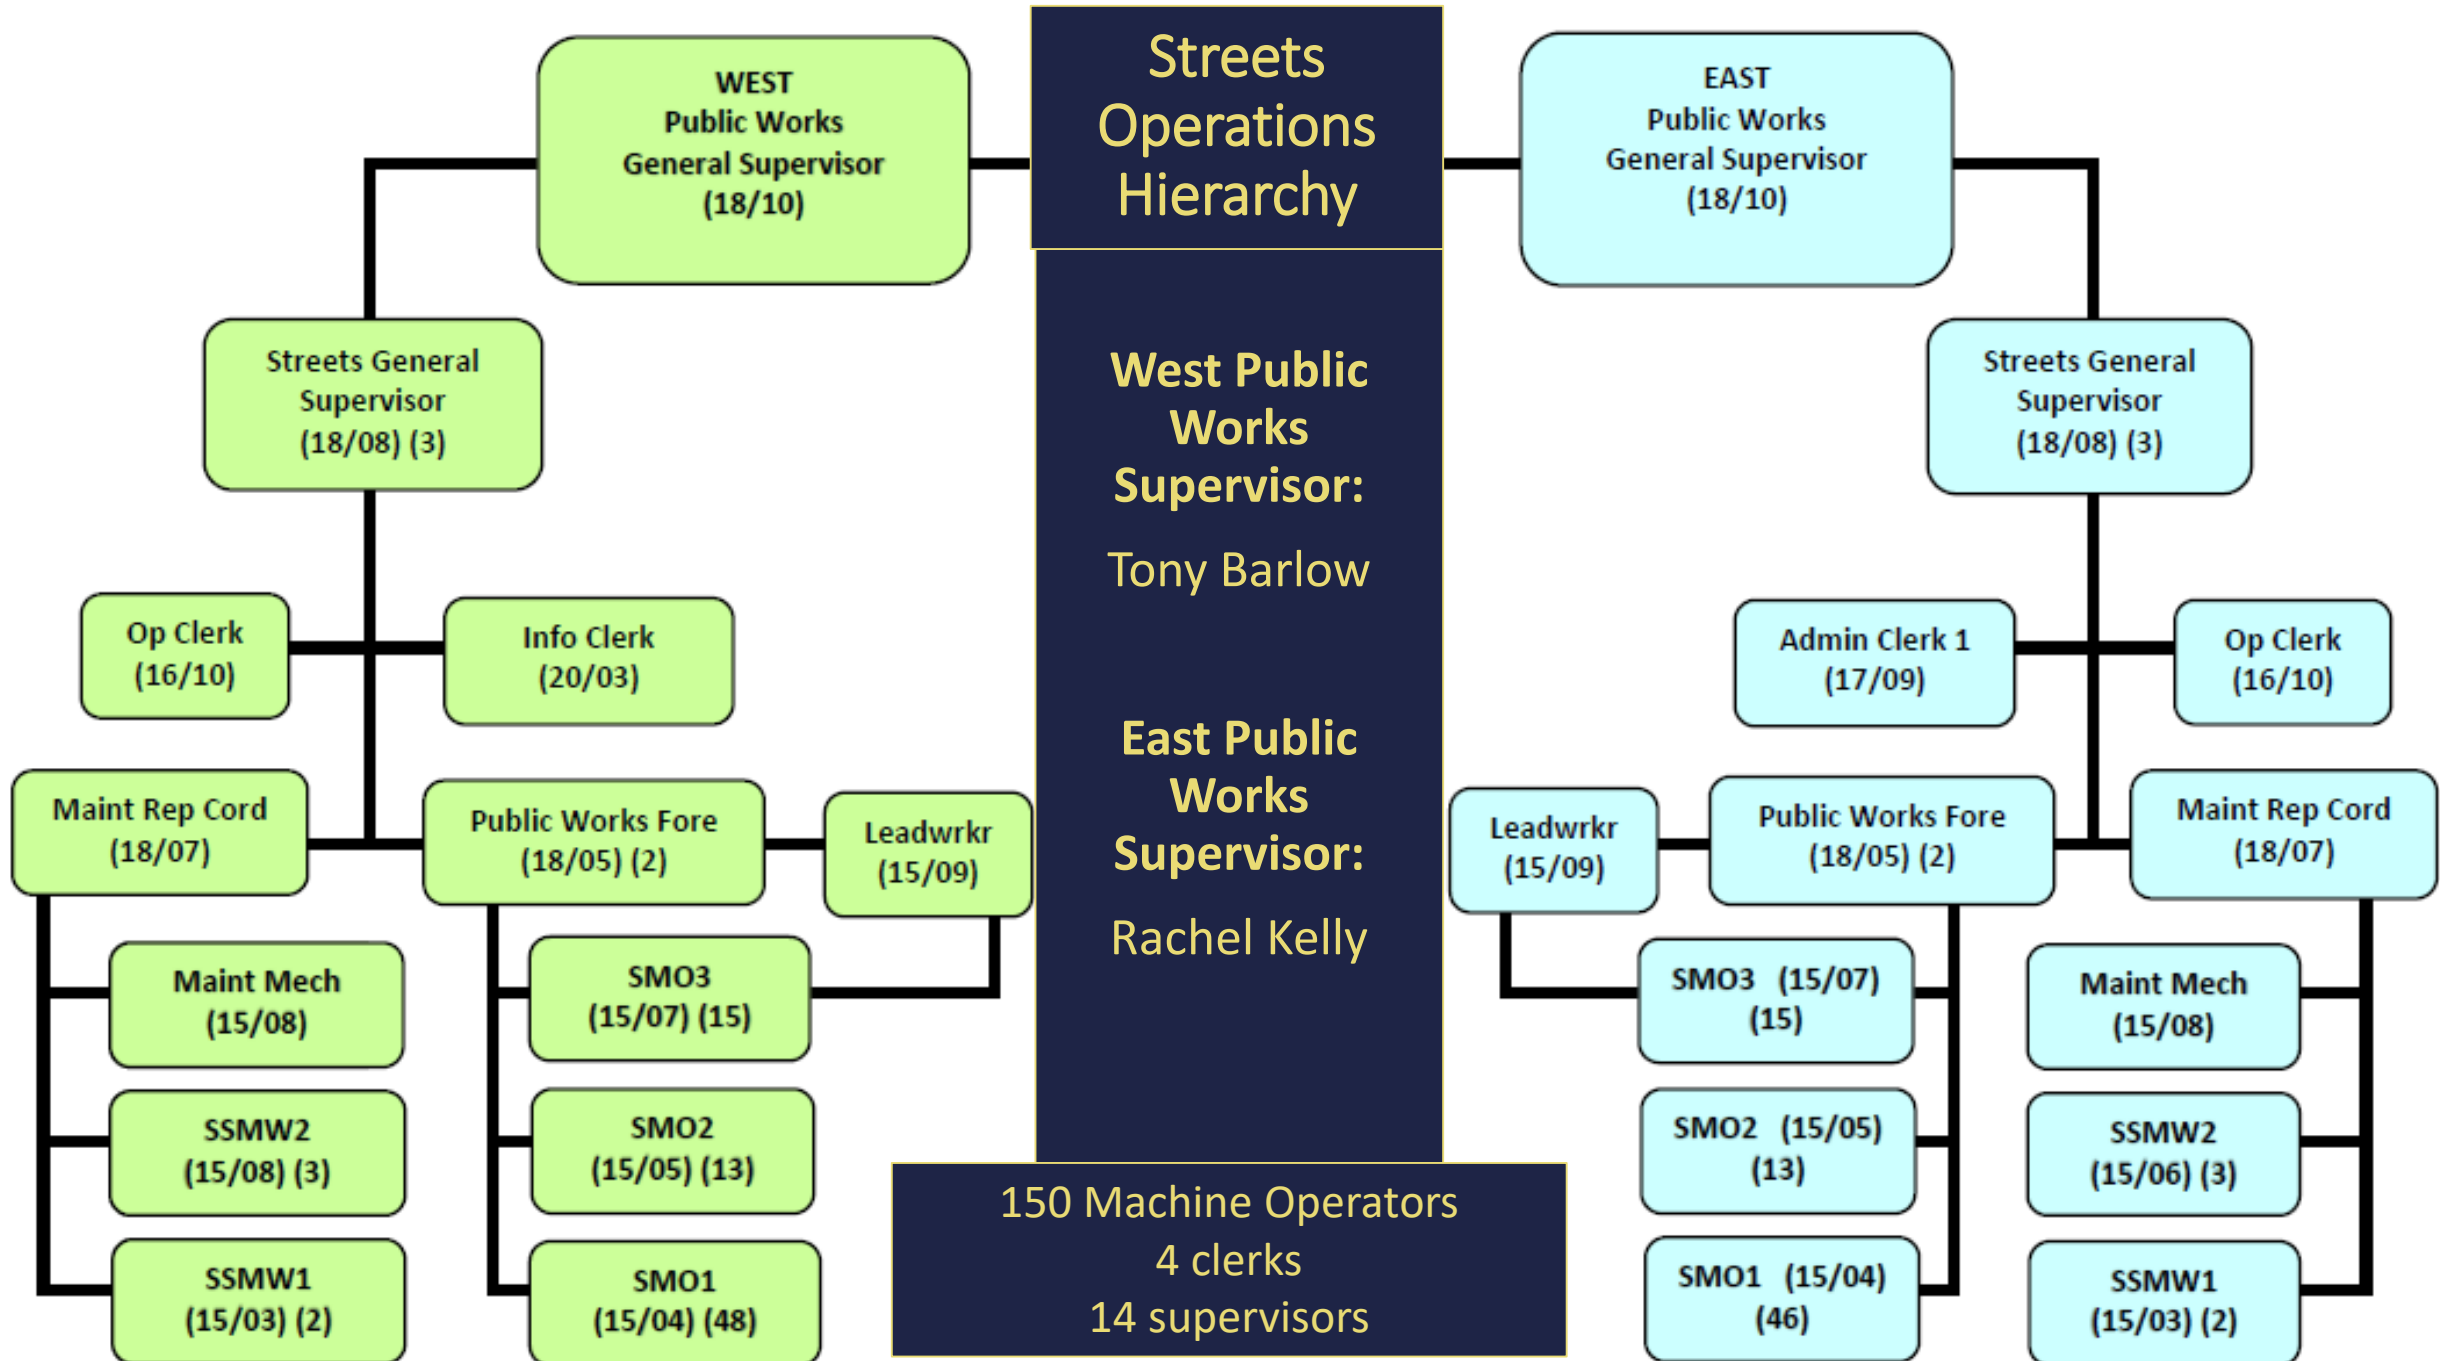 WEST
Public Works
General Supervisor
(18/10)
Streets
Operations
Hierarchy
EAST
Public Works
General Supervisor
(18/10)
Streets General
Supervisor
(18/08) (3)
Op Clerk
(16/10)
Info Clerk
(20/03)
Maint Rep Cord
(18/07)
Public Works Fore
(18/05) (2)
Leadwrkr
(15/09)
Maint Mech
(15/08)
SSMW2
(15/08) (3)
SSMW1
(15/03) (2)
SMO3
(15/07) (15)
SMO2
(15/05) (13)
SMO1
(15/04) (48)
West Public
Works
Supervisor:
Tony Barlow
East Public
Works
Supervisor:
Rachel Kelly
150 Machine Operators
4 clerks
14 supervisors
Streets General
Supervisor
(18/08) (3)
Admin Clerk 1
(17/09)
Op Clerk
(16/10)
Leadwrkr
(15/09)
Public Works Fore
(18/05) (2)
Maint Rep Cord
(18/07)
SMO3 (15/07)
(15)
SMO2 (15/05)
(13)
SMO1 (15/04)
(46)
Maint Mech
(15/08)
SSMW2
(15/06) (3)
SSMW1
(15/03) (2)